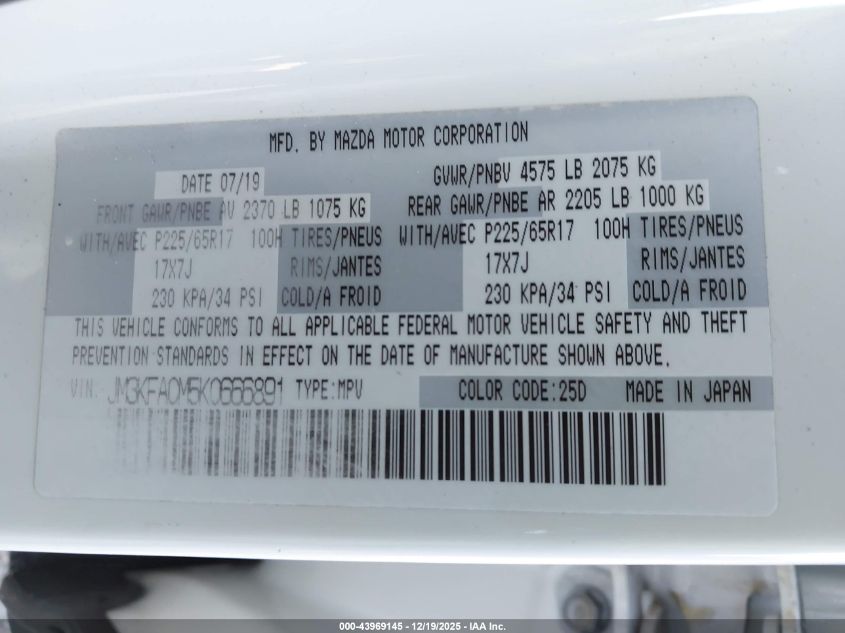 MFD. BY MAZDA MOTOR CORPORATION
DATE 07/19 GVWR/PNBV 4575 LB 2075 KG
FRONT GAWR/PNBE AV 2370 LB 1075 KG REAR GAWR/PNBE AR 2205 LB 1000 KG
WITH/AVEC P225/65R17 100H TIRES/PNEUS WITH/AVEC P225/65R17 100H TIRES/PNEUS
17X7J RIMS/JANTES 17X7J RIMS/JANTES
230 KPA/34 PSI COLD/A FROID 230 KPA/34 PSI COLD/A FROID
THIS VEHICLE CONFORMS TO ALL APPLICABLE FEDERAL MOTOR VEHICLE SAFETY AND THEFT
PREVENTION STANDARDS IN EFFECT ON THE DATE OF MANUFACTURE SHOWN ABOVE.
VIN: JM3KFACM5K0666891 TYPE:MPV COLOR CODE:25D MADE IN JAPAN
000-43969145 - 12/19/2025 - IAA Inc.